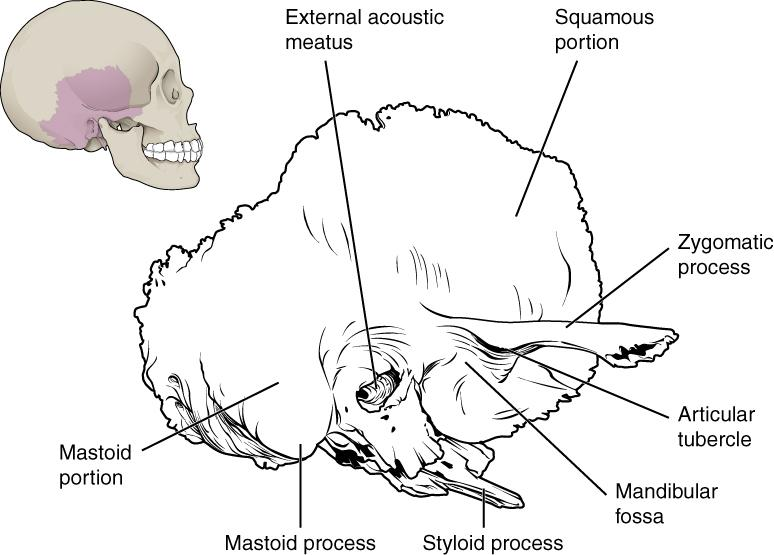 External acoustic
meatus
Squamous
portion
Zygomatic
process
Articular
tubercle
Mandibular
fossa
Mastoid
portion
Mastoid process
Styloid process